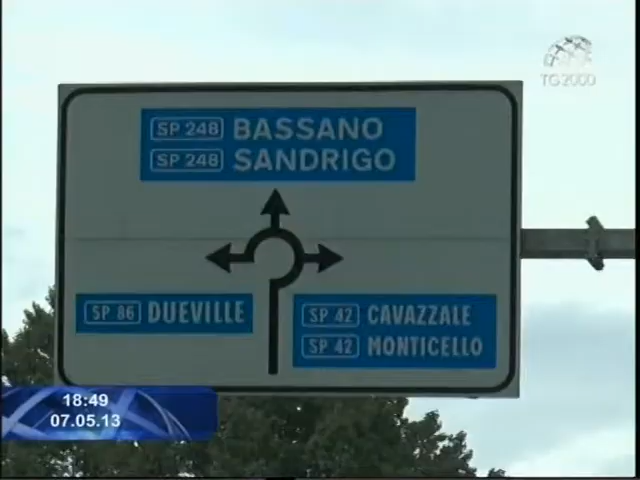 TG2000
SP 248 BASSANO
SP 248 SANDRIGO
SP 86 DUEVILLE
SP 42 CAVAZZALE
SP 42 MONTICELLO
18:49
07.05.13